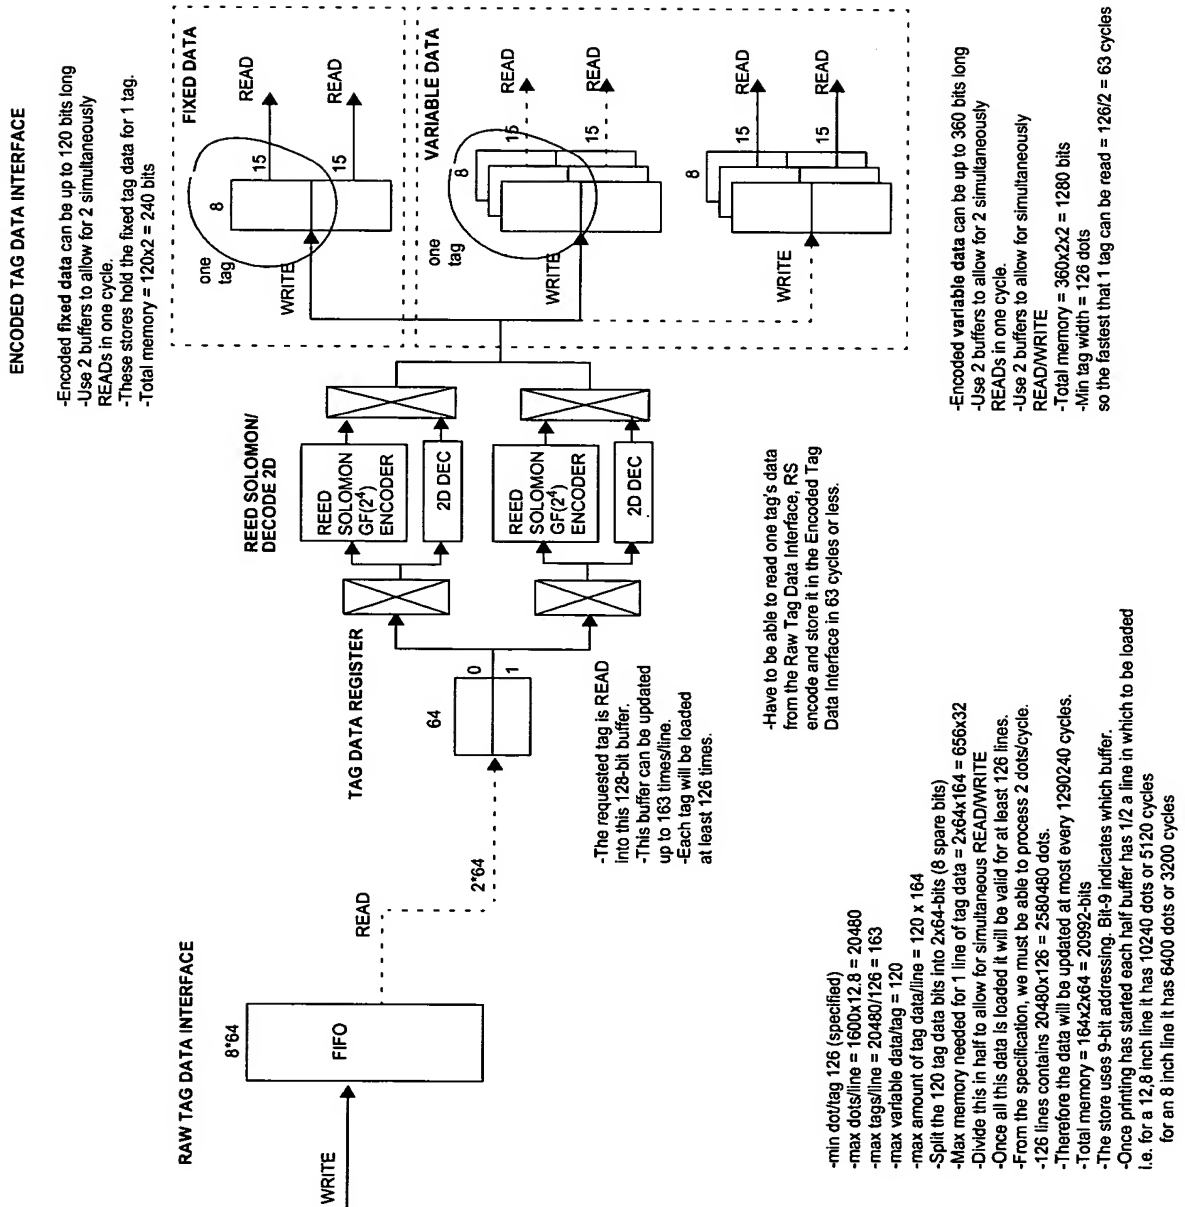 RAW TAG DATA INTERFACE
8*64
WRITE
FIFO
READ
2*64
TAG DATA REGISTER
64
0
1
-The requested tag is READ
into this 128-bit buffer.
-This buffer can be updated
up to 163 times/line.
-Each tag will be loaded
at least 126 times.
REED SOLOMON/
DECODE 2D
REED
SOLOMON
GF(2⁴)
ENCODER
2D DEC
REED
SOLOMON
GF(2⁴)
ENCODER
2D DEC
-Have to be able to read one tag's data
from the Raw Tag Data Interface, RS
encode and store it in the Encoded Tag
Data Interface in 63 cycles or less.
ENCODED TAG DATA INTERFACE
-Encoded fixed data can be up to 120 bits long
-Use 2 buffers to allow for 2 simultaneously
READs in one cycle.
-These stores hold the fixed tag data for 1 tag.
-Total memory = 120x2 = 240 bits
FIXED DATA
one
tag
8
15
READ
15
READ
WRITE
VARIABLE DATA
one
tag
8
15
READ
15
READ
WRITE
8
15
READ
15
READ
WRITE
-Encoded variable data can be up to 360 bits long
-Use 2 buffers to allow for 2 simultaneously
READs in one cycle.
-Use 2 buffers to allow for simultaneously
READ/WRITE
-Total memory = 360x2x2 = 1280 bits
-Min tag width = 126 dots
so the fastest that 1 tag can be read = 126/2 = 63 cycles
-min dot/tag 126 (specified)
-max dots/line = 1600x12.8 = 20480
-max tags/line = 20480/126 = 163
-max variable data/tag = 120
-max amount of tag data/line = 120 x 164
-Split the 120 tag data bits into 2x64-bits (8 spare bits)
-Max memory needed for 1 line of tag data = 2x64x164 = 656x32
-Divide this in half to allow for simultaneous READ/WRITE
-Once all this data is loaded it will be valid for at least 126 lines.
-From the specification, we must be able to process 2 dots/cycle.
-126 lines contains 20480x126 = 2580480 dots.
-Therefore the data will be updated at most every 1290240 cycles.
-Total memory = 164x2x64 = 20992-bits
-The store uses 9-bit addressing. Bit-9 indicates which buffer.
-Once printing has started each half buffer has 1/2 a line in which to be loaded
i.e. for a 12,8 inch line it has 10240 dots or 5120 cycles
for an 8 inch line it has 6400 dots or 3200 cycles